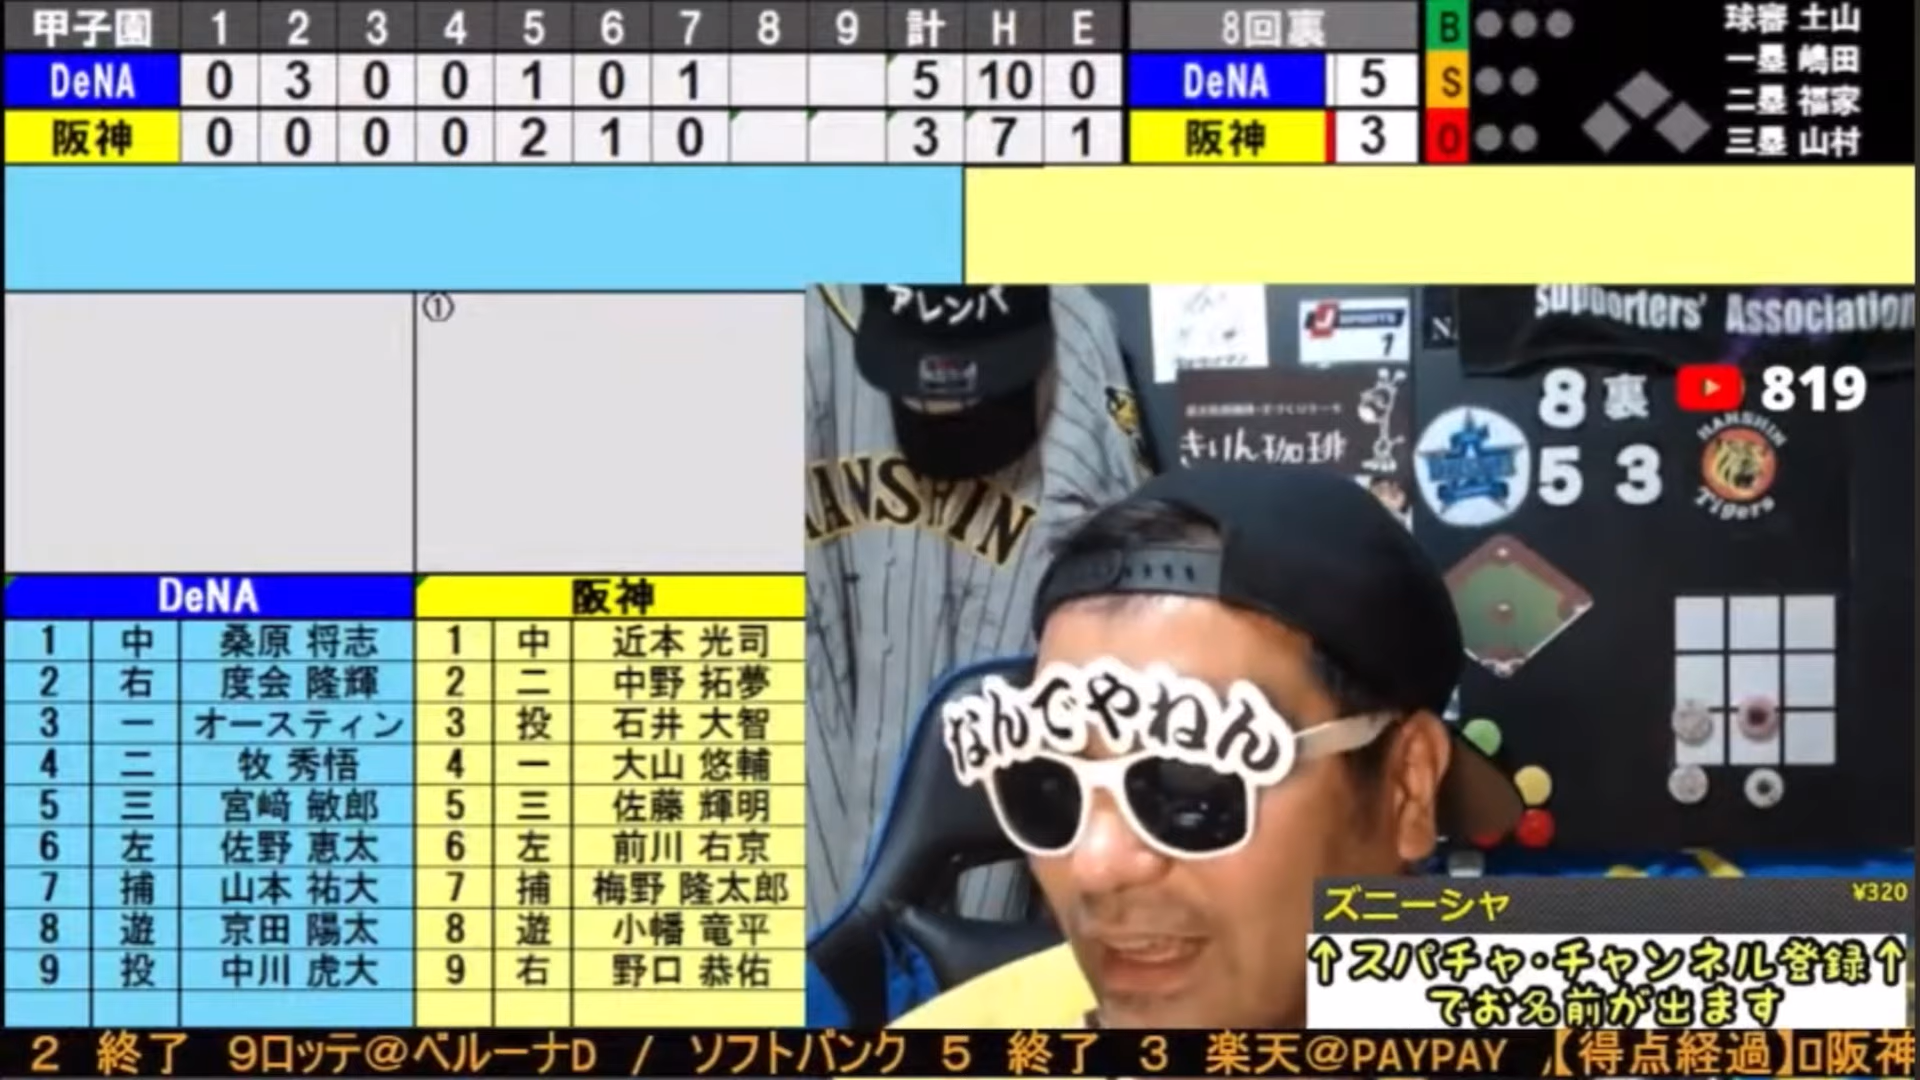 甲子園 1 2 3 4 5 6 7 8 9 計 H E
DeNA 0 3 0 0 1 0 1 5 10 0
阪神 0 0 0 0 2 1 0 3 7 1
8回裏
DeNA 5
阪神 3
B
S
O
球審 土山
一塁 嶋田
二塁 福家
三塁 山村
①
DeNA
1 中 桑原 将志
2 右 度会 隆輝
3 一 オースティン
4 二 牧 秀悟
5 三 宮﨑 敏郎
6 左 佐野 恵太
7 捕 山本 祐大
8 遊 京田 陽太
9 投 中川 虎大
阪神
1 中 近本 光司
2 二 中野 拓夢
3 投 石井 大智
4 一 大山 悠輔
5 三 佐藤 輝明
6 左 前川 右京
7 捕 梅野 隆太郎
8 遊 小幡 竜平
9 右 野口 恭佑
アレンパ
HANSHIN
J SPORTS 1
N
きりん珈琲
Supporters' Association
8 裏
819
5 3
HANSHIN
Tigers
なんでやねん
ズニーシャ ¥320
↑スパチャ・チャンネル登録↑
でお名前が出ます
2 終了 9ロッテ@ベルーナD / ソフトバンク 5 終了 3 楽天@PAYPAY 【得点経過】 阪神